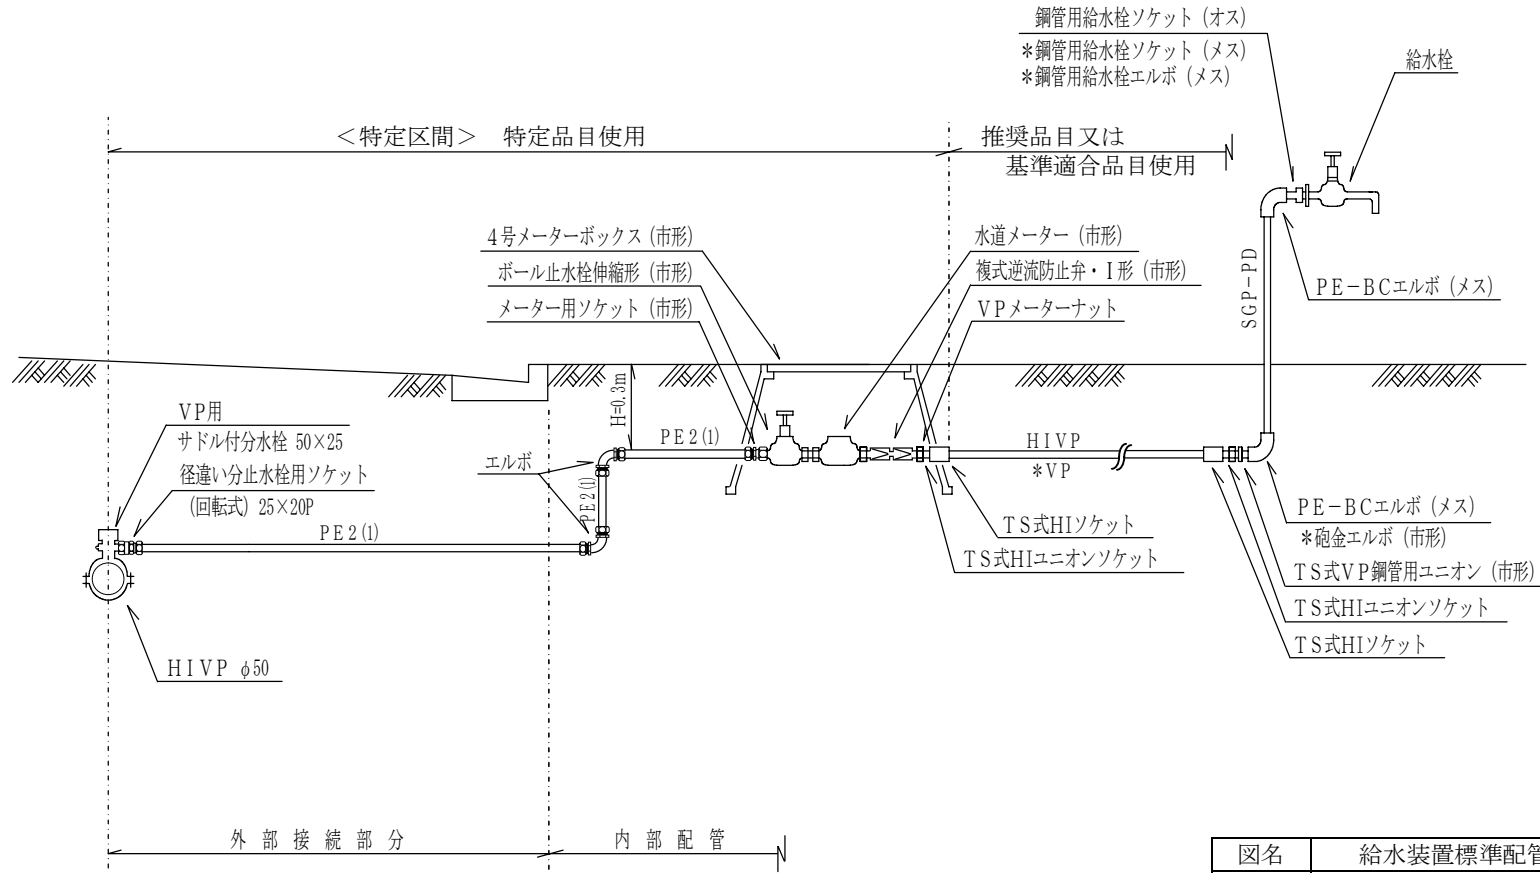 鋼管用給水栓ソケット (オス)
*鋼管用給水栓ソケット (メス)
*鋼管用給水栓エルボ (メス)
給水栓
<特定区間> 特定品目使用
推奨品目又は
基準適合品目使用
4号メーターボックス (市形)
ボール止水栓伸縮形 (市形)
メーター用ソケット (市形)
水道メーター (市形)
複式逆流防止弁・I形 (市形)
VPメーターナット
SGP-PD
PE-BCエルボ (メス)
H=0.3m
VP用
サドル付分水栓 50×25
径違い分止水栓用ソケット
(回転式) 25×20P
PE2(1)
エルボ
PE2(1)
PE2(1)
HIVP
*VP
TS式HIソケット
TS式HIユニオンソケット
PE-BCエルボ (メス)
*砲金エルボ (市形)
TS式VP鋼管用ユニオン (市形)
TS式HIユニオンソケット
TS式HIソケット
HIVP φ50
外部接続部分
内部配管
図名 給水装置標準配管